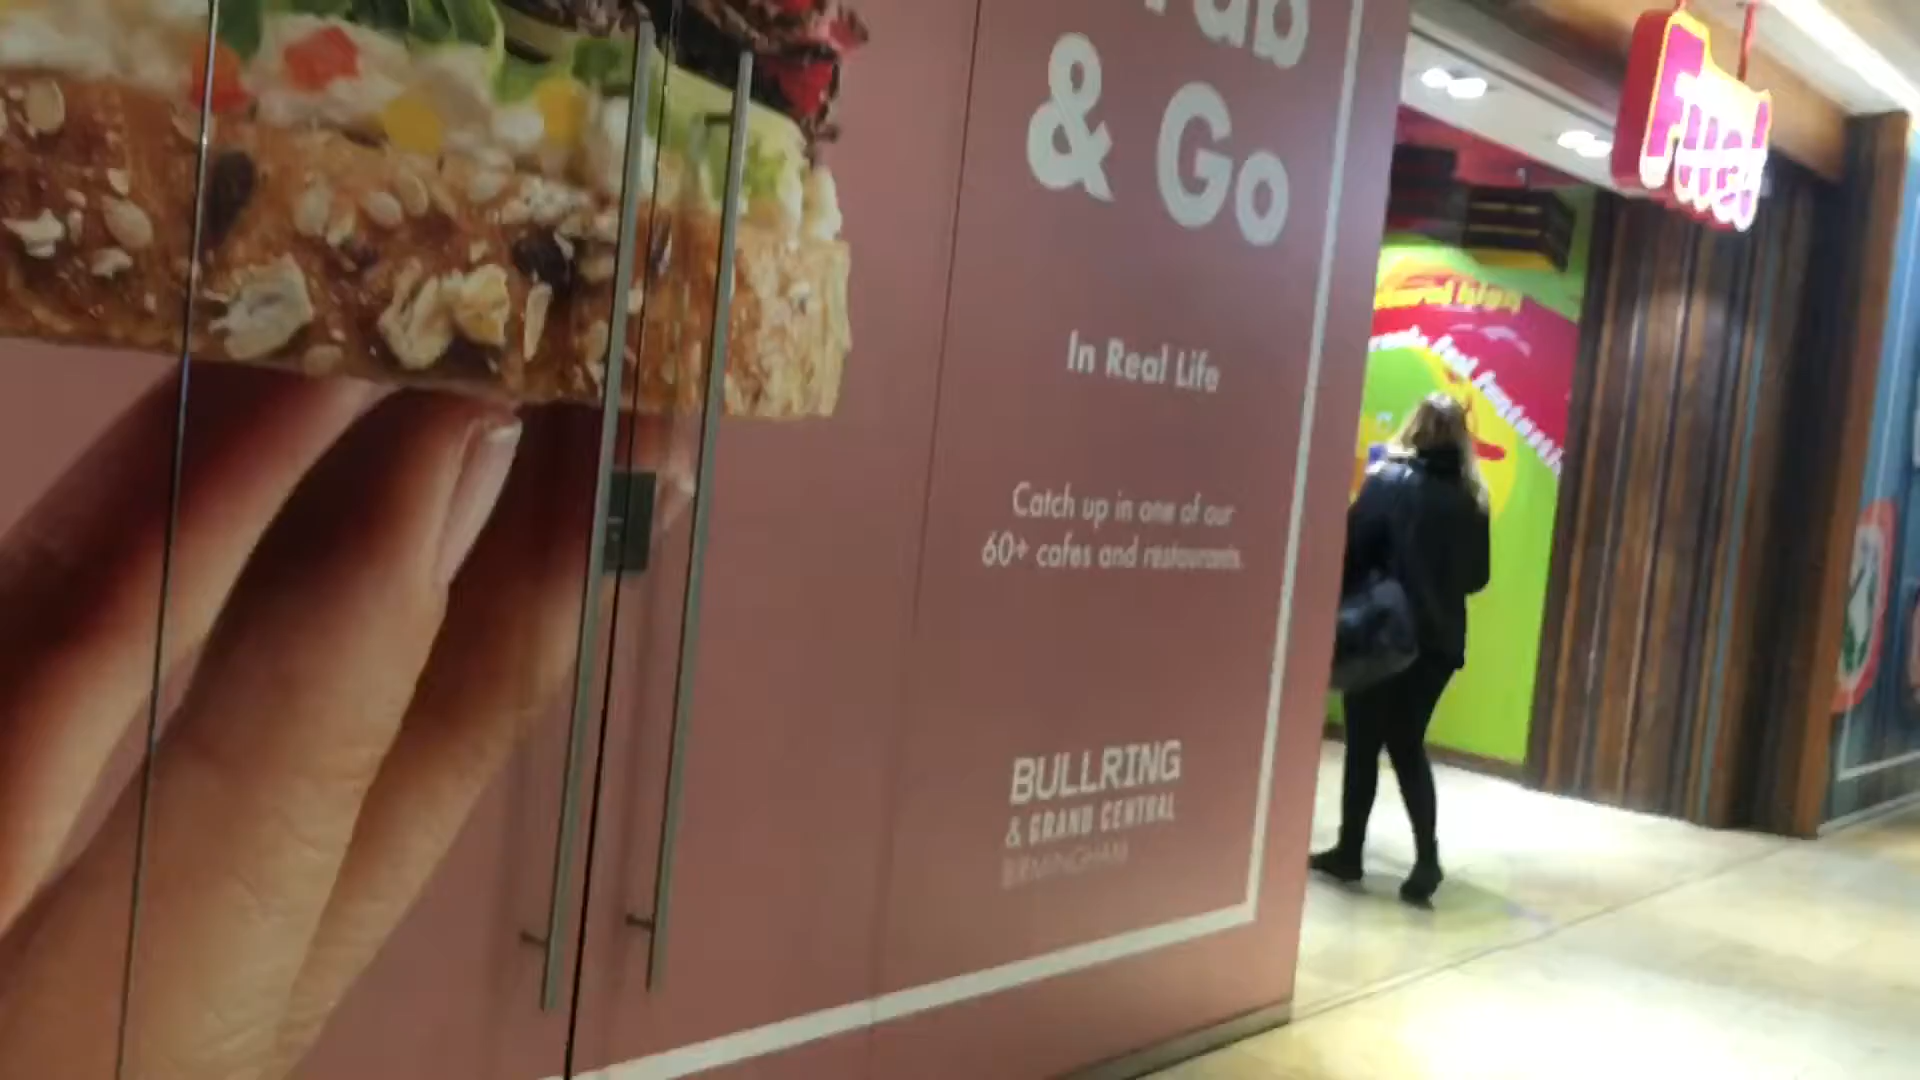 & Go
In Real Life
Catch up in one of our
60+ cafes and restaurants.
BULLRING
& GRAND CENTRAL
BIRMINGHAM
Fuel